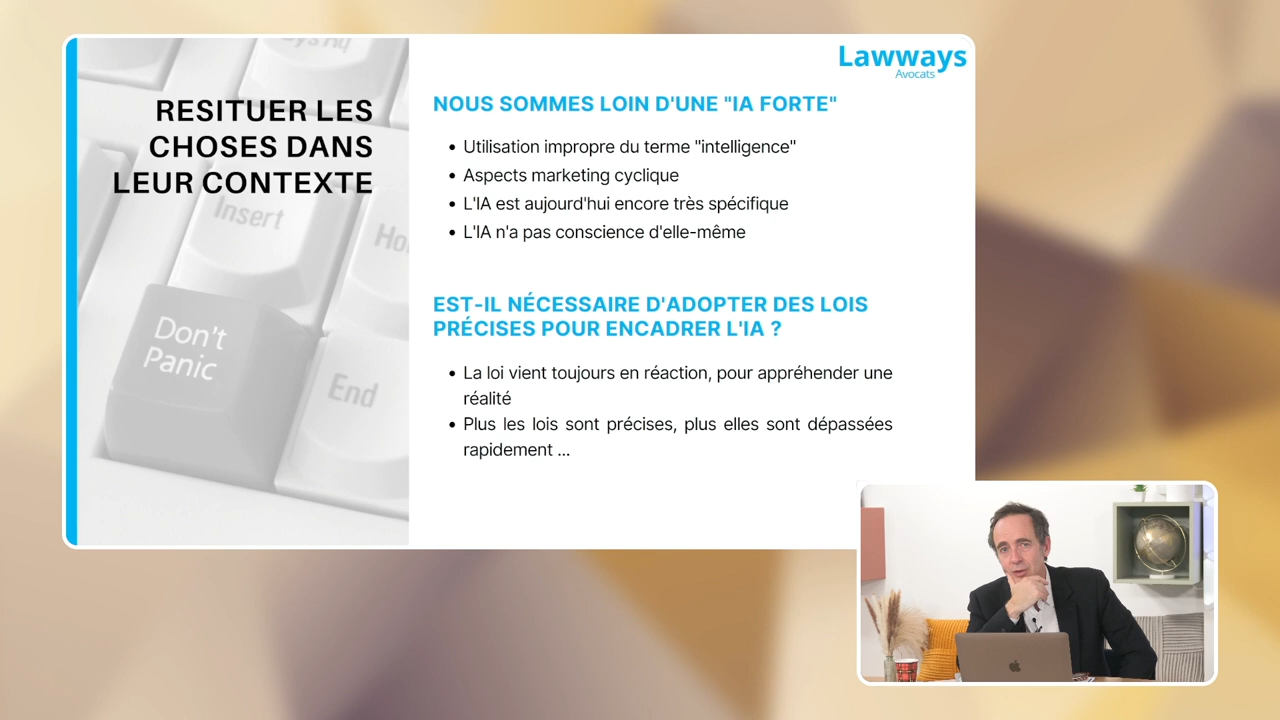 Lawways
Avocats
RESITUER LES
CHOSES DANS
LEUR CONTEXTE
Insert
Don't
Panic
End
NOUS SOMMES LOIN D'UNE "IA FORTE"
• Utilisation impropre du terme "intelligence"
• Aspects marketing cyclique
• L'IA est aujourd'hui encore très spécifique
• L'IA n'a pas conscience d'elle-même
EST-IL NÉCESSAIRE D'ADOPTER DES LOIS
PRÉCISES POUR ENCADRER L'IA ?
• La loi vient toujours en réaction, pour appréhender une
réalité
• Plus les lois sont précises, plus elles sont dépassées
rapidement ...